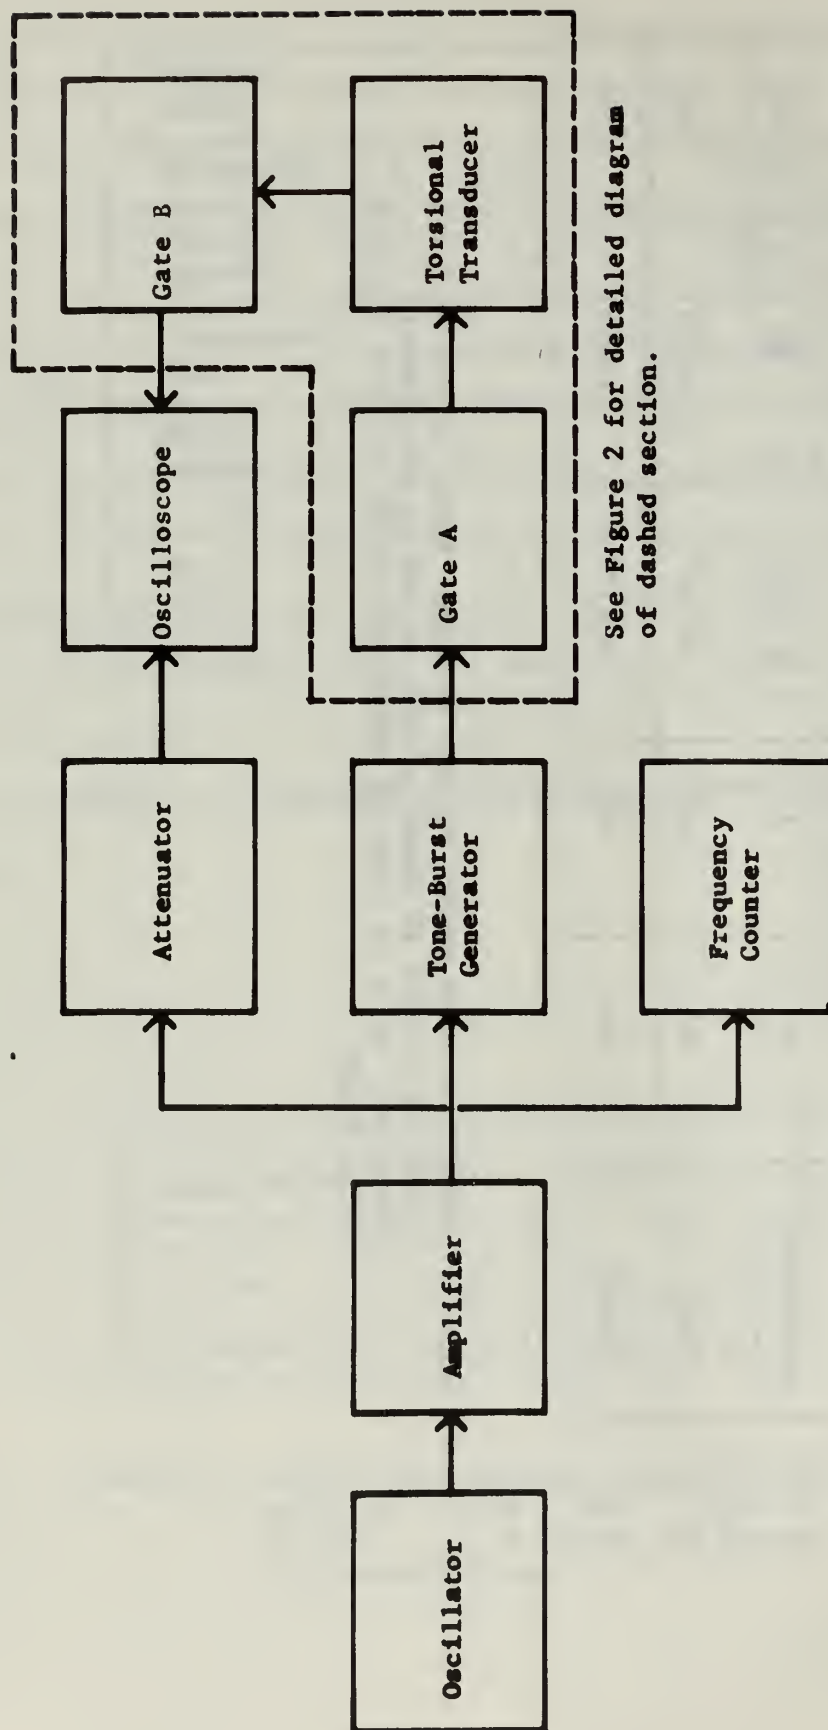 Oscillator
Amplifier
Attenuator
Tone-Burst
Generator
Frequency
Counter
Oscilloscope
Gate A
Gate B
Torsional
Transducer
See Figure 2 for detailed diagram
of dashed section.